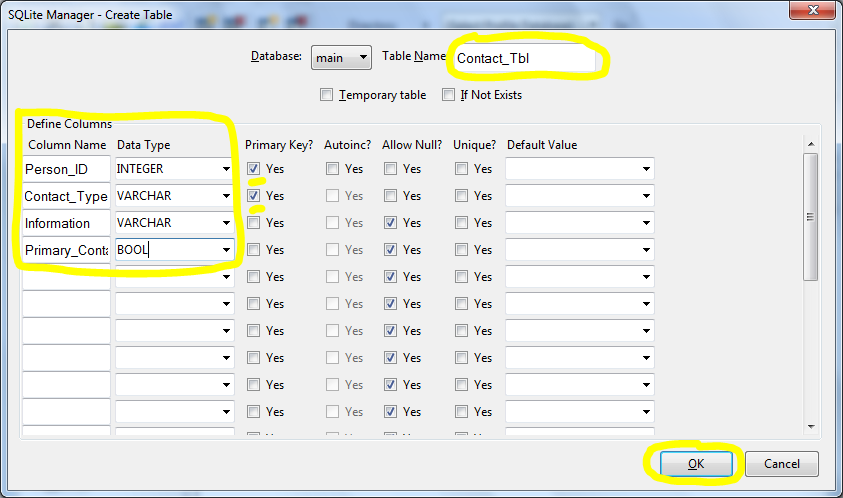 SQLite Manager - Create Table
Database: main Table Name Contact_Tbl
Temporary table If Not Exists
Define Columns
Column Name Data Type Primary Key? Autoinc? Allow Null? Unique? Default Value
Person_ID INTEGER Yes Yes Yes Yes
Contact_Type VARCHAR Yes Yes Yes Yes
Information VARCHAR Yes Yes Yes Yes
Primary_Conta BOOL Yes Yes Yes Yes
Yes Yes Yes Yes
Yes Yes Yes Yes
Yes Yes Yes Yes
Yes Yes Yes Yes
Yes Yes Yes Yes
Yes Yes Yes Yes
OK Cancel